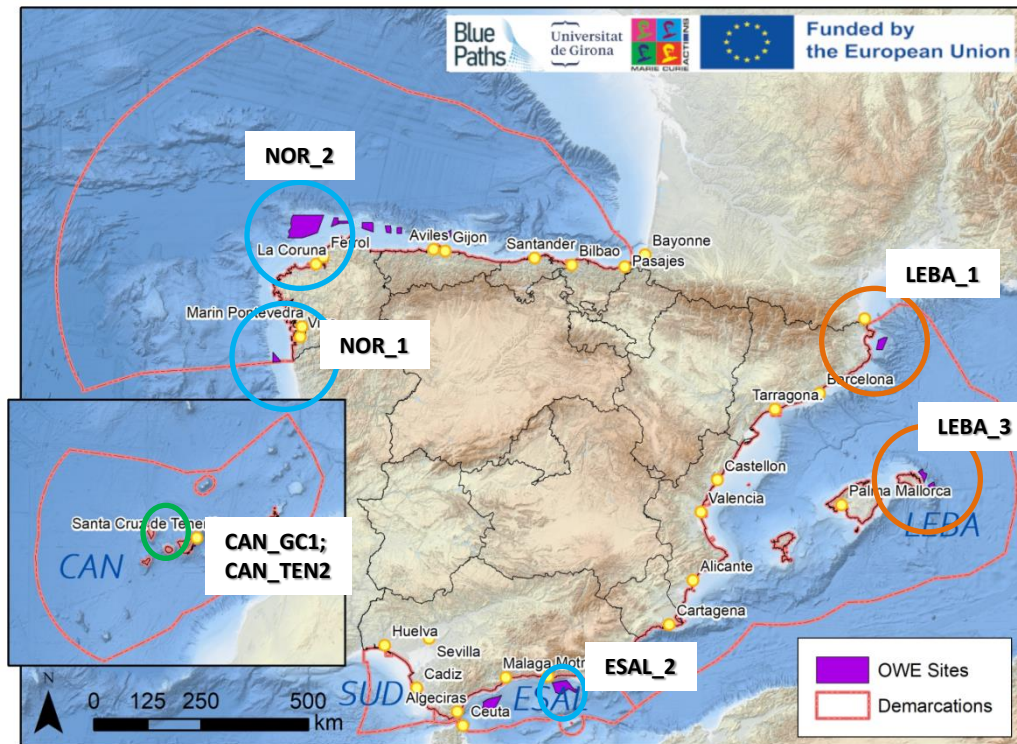 Blue
Paths
Universitat
de Girona
MARIE CURIE
ACTIONS
Funded by
the European Union
NOR_2
La Coruna
Ferrol
Aviles
Gijon
Santander
Bilbao
Bayonne
Pasajes
LEBA_1
Marin Pontevedra
NOR_1
Barcelona
Tarragona
LEBA_3
Castellon
Palma Mallorca
Valencia
LEBA
Santa Cruz de Tener
CAN
CAN_GC1;
CAN_TEN2
Alicante
Cartagena
Huelva
Sevilla
Cadiz
Malaga
Motr
ESAL_2
SUD
Algeciras
Ceuta
ESAL
N
0 125 250 500
km
OWE Sites
Demarcations